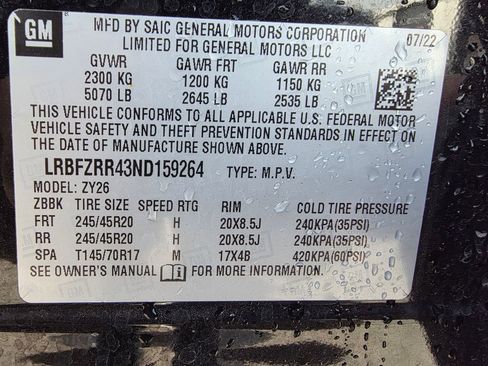 GM
MFD BY SAIC GENERAL MOTORS CORPORATION
LIMITED FOR GENERAL MOTORS LLC
07/22
GVWR GAWR FRT GAWR RR
2300 KG 1200 KG 1150 KG
5070 LB 2645 LB 2535 LB
THIS VEHICLE CONFORMS TO ALL APPLICABLE U.S. FEDERAL MOTOR
VEHICLE SAFETY AND THEFT PREVENTION STANDARDS IN EFFECT
ON THE DATE OF MANUFACTURE SHOWN ABOVE.
LRBFZRR43ND159264 TYPE: M.P.V.
MODEL: ZY26
ZBBK TIRE SIZE SPEED RTG RIM COLD TIRE PRESSURE
FRT 245/45R20 H 20X8.5J 240KPA(35PSI)
RR 245/45R20 H 20X8.5J 240KPA(35PSI)
SPA T145/70R17 M 17X4B 420KPA(60PSI)
SEE OWNER'S MANUAL FOR MORE INFORMATION.